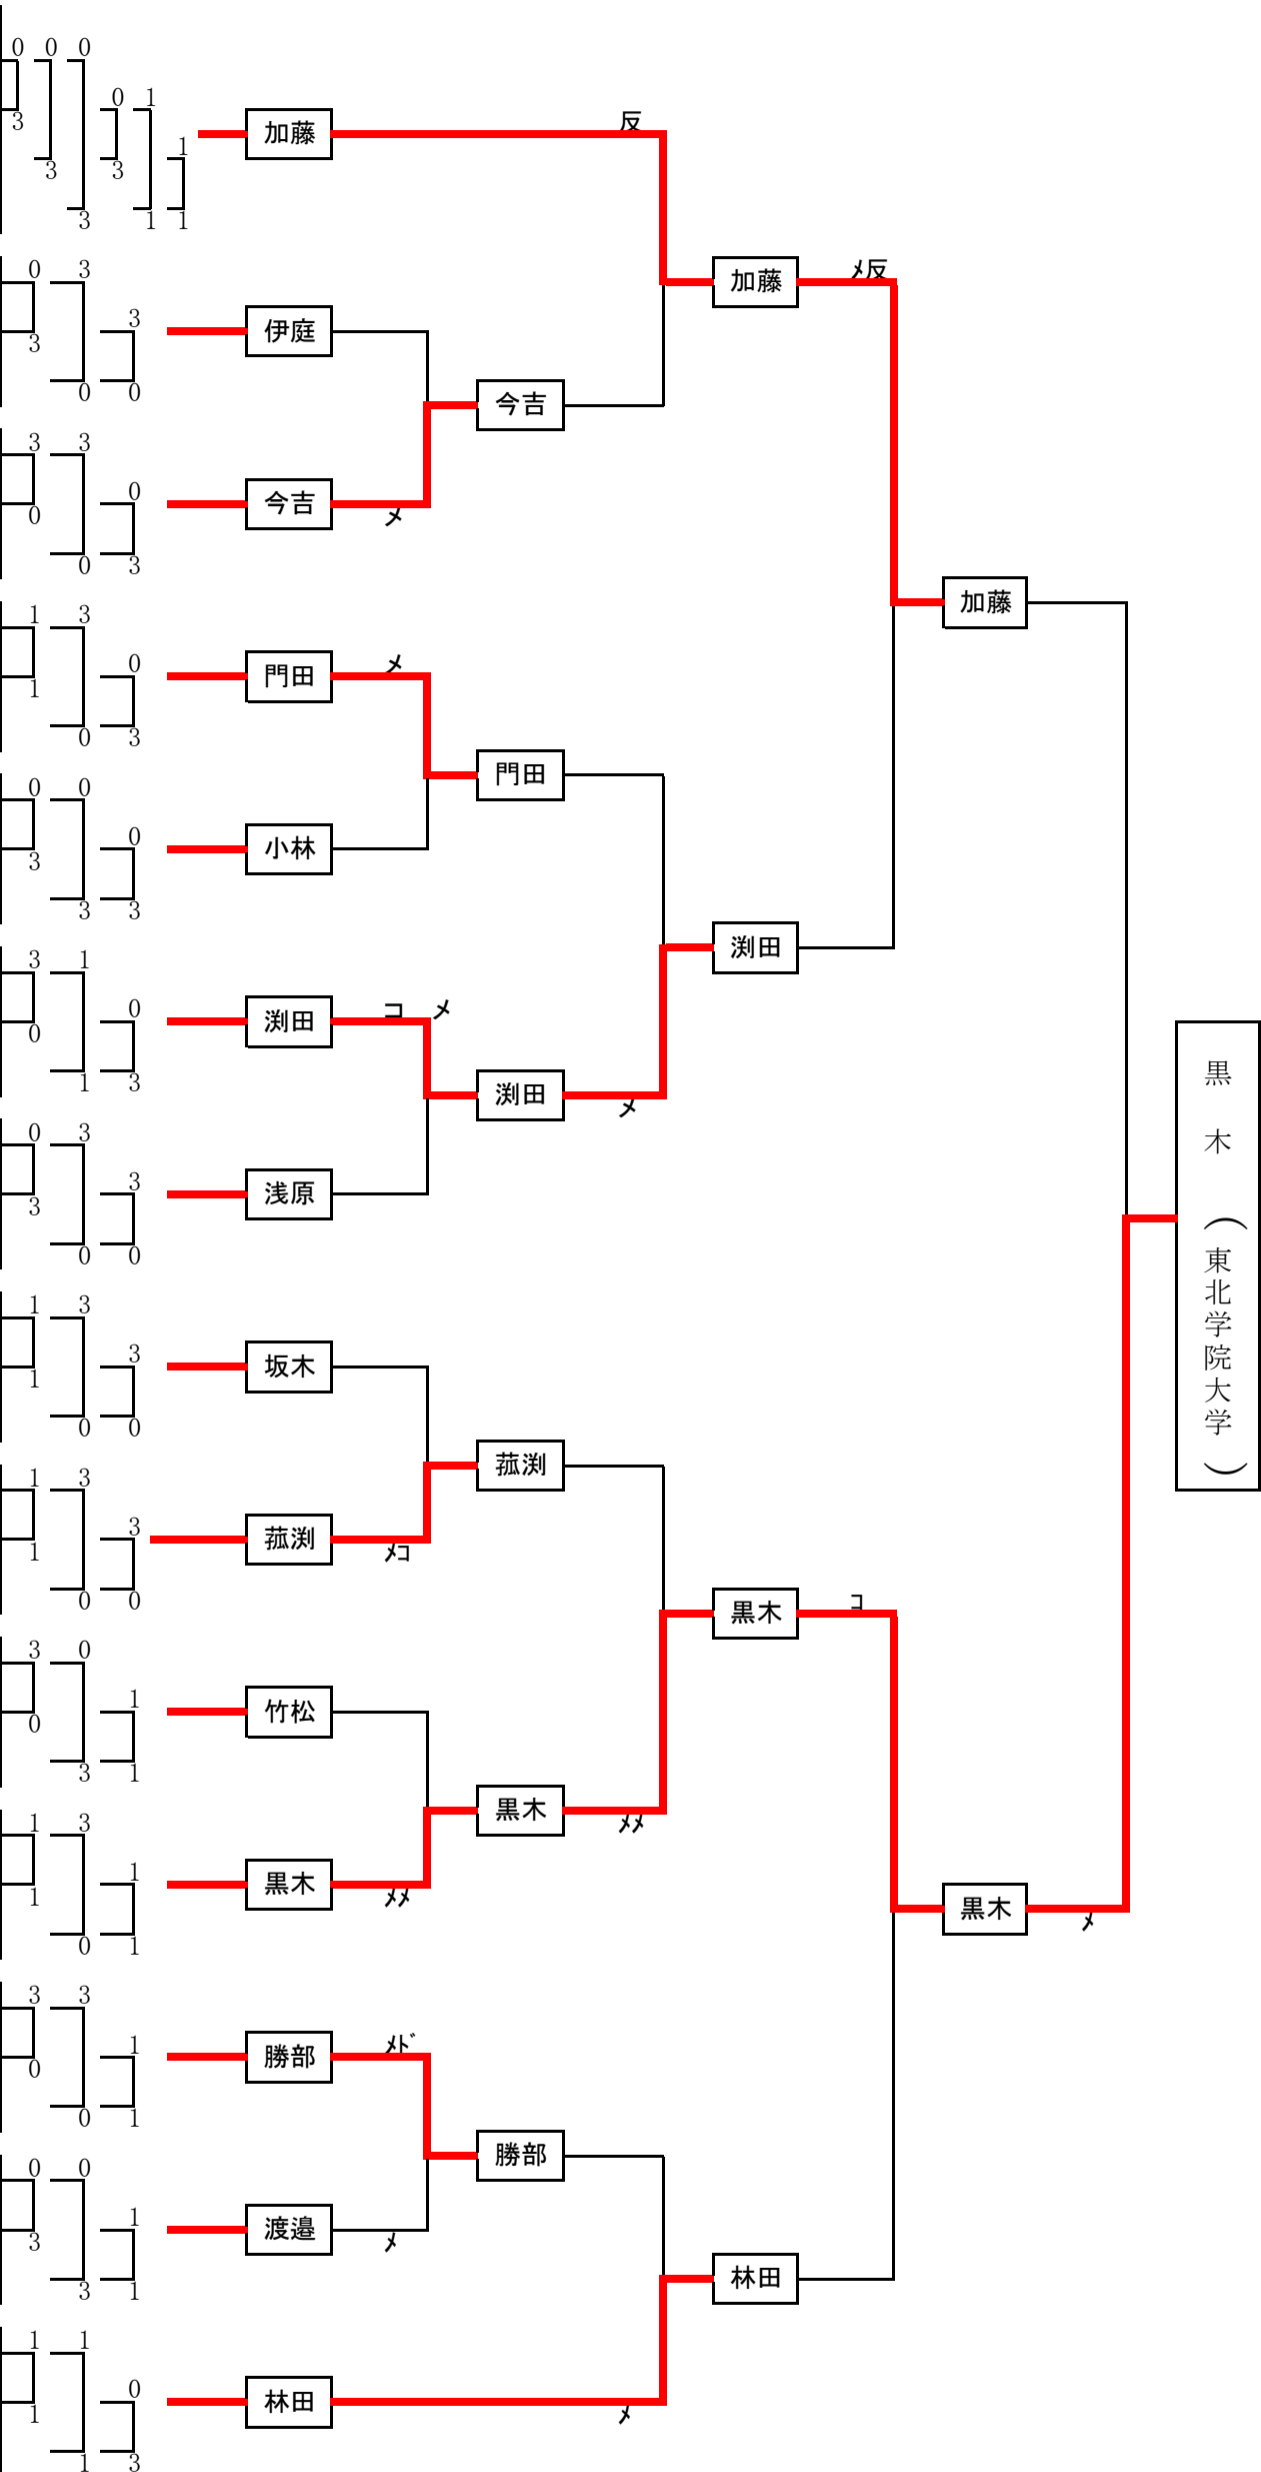 0 0 0
3
0 1
3 3
1
3 1 1
加藤
反
加藤
メ反
0 3
3
3
0 0
伊庭
今吉
3 3
0
0
0 3
今吉
メ
加藤
1 3
1
0
0 3
門田
メ
門田
0 0
3
0
3 3
小林
渕田
3 1
0
0
1 3
渕田
コ メ
渕田
メ
0 3
3
3
0 0
浅原
黒木(東北学院大学)
1 3
1
3
0 0
坂木
菰渕
1 3
1
3
0 0
菰渕
メコ
黒木
コ
3 0
0
1
3 1
竹松
黒木
メメ
1 3
1
1
0 1
黒木
メメ
黒木
メ
3 3
0
1
0 1
勝部
メド
勝部
0 0
3
1
3 1
渡邉
メ
林田
1 1
1
0
1 3
林田
メ